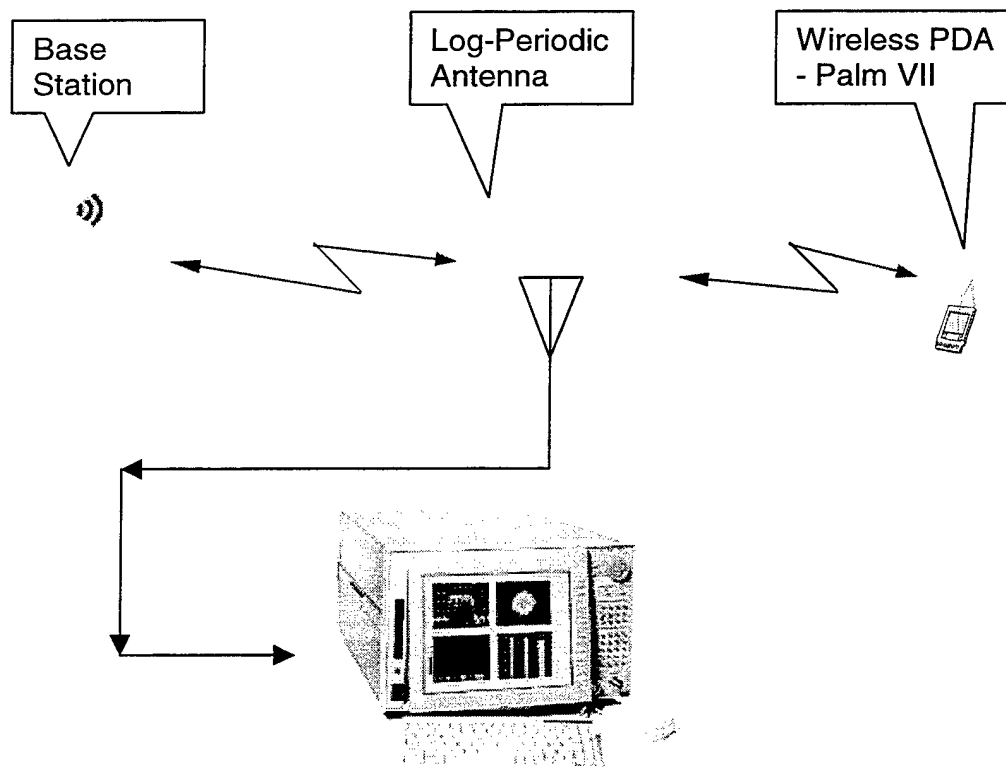 Base
Station
Log-Periodic
Antenna
Wireless PDA
- Palm VII